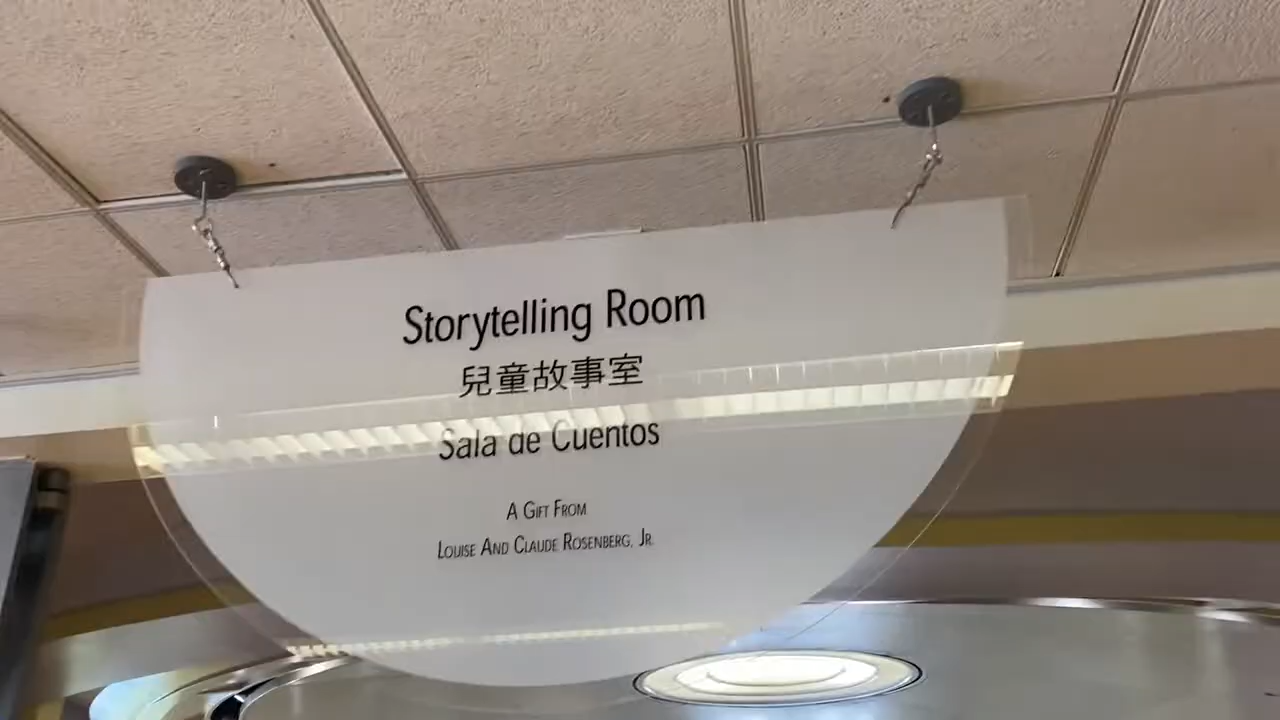 Storytelling Room
兒童故事室
Sala de Cuentos
A Gift From
Louise And Claude Rosenberg, Jr.